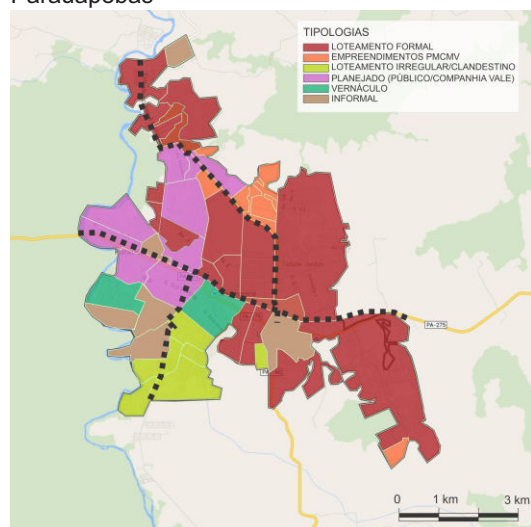 Parauapebas
TIPOLOGIAS
LOTEAMENTO FORMAL
EMPREENDIMENTOS PMCMV
LOTEAMENTO IRREGULAR/CLANDESTINO
PLANEJADO (PÚBLICO/COMPANHIA VALE)
VERNÁCULO
INFORMAL
PA-275
0 1 km 3 km